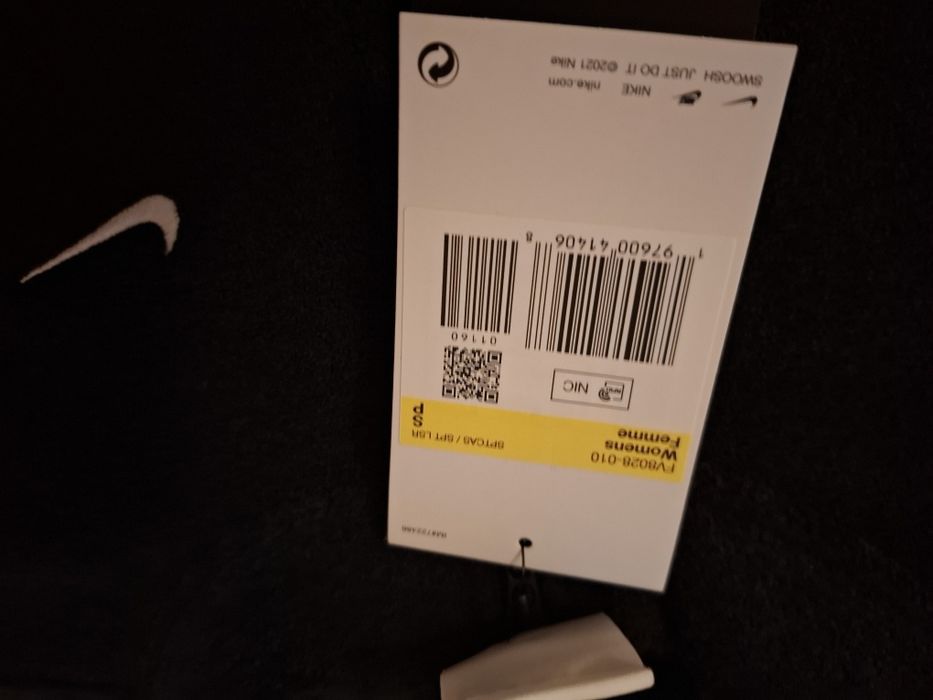 FV8028-010
Womens
Femme
SPTCAS / SPT LSR
S
P
NIC
01160
1 97600 41406 8
NIKE nike.com
SWOOSH JUST DO IT ©2021 Nike